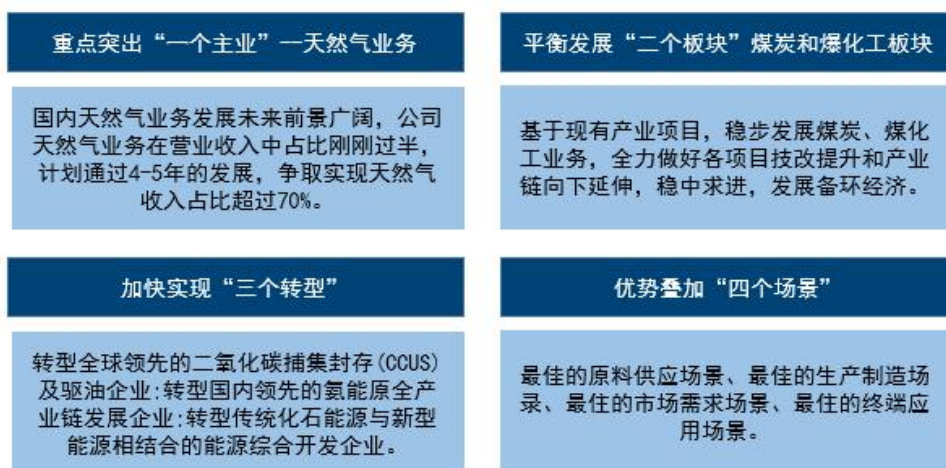 重点突出“一个主业”—天然气业务
国内天然气业务发展未来前景广阔，公司
天然气业务在营业收入中占比刚刚过半，
计划通过4-5年的发展，争取实现天然气
收入占比超过70%。
平衡发展“二个板块”煤炭和爆化工板块
基于现有产业项目，稳步发展煤炭、煤化
工业务，全力做好各项目技改提升和产业
链向下延伸，稳中求进，发展备环经济。
加快实现“三个转型”
转型全球领先的二氧化碳捕集封存(CCUS)
及驱油企业;转型国内领先的氨能原全产
业链发展企业;转型传统化石能源与新型
能源相结合的能源综合开发企业。
优势叠加“四个场景”
最佳的原料供应场景、最佳的生产制造场
录、最住的市场需求场景、最住的终端应
用场景。